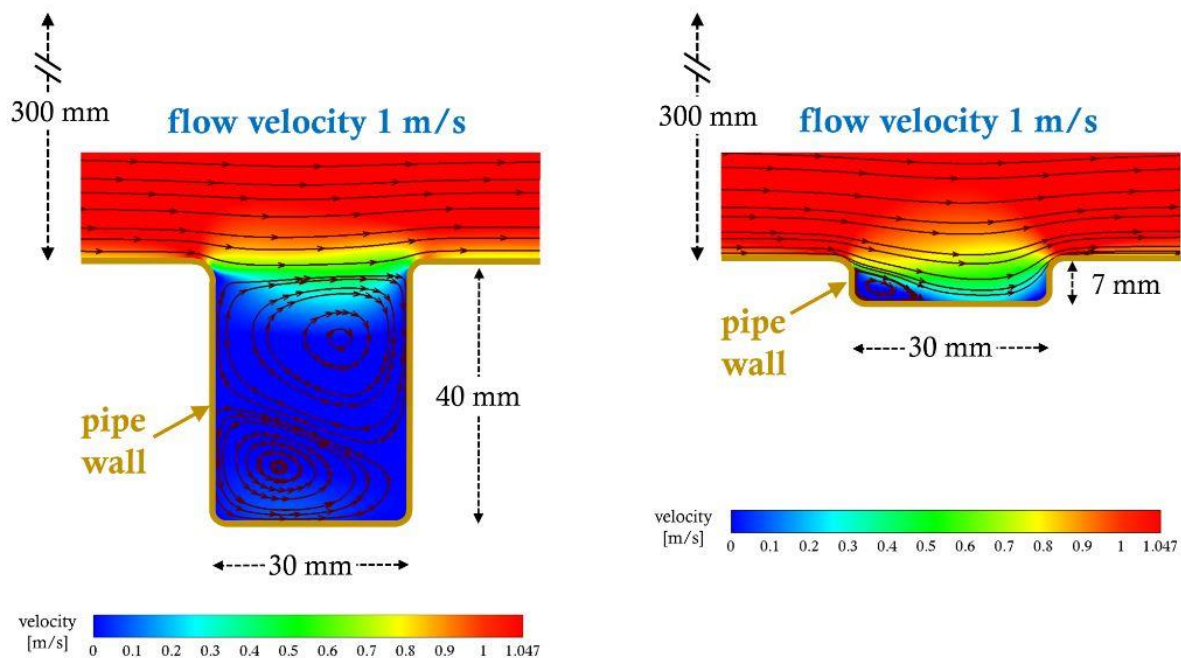 300 mm
flow velocity 1 m/s
40 mm
pipe
wall
30 mm
velocity
[m/s]
0 0.1 0.2 0.3 0.4 0.5 0.6 0.7 0.8 0.9 1 1.047
300 mm
flow velocity 1 m/s
7 mm
pipe
wall
30 mm
velocity
[m/s]
0 0.1 0.2 0.3 0.4 0.5 0.6 0.7 0.8 0.9 1 1.047